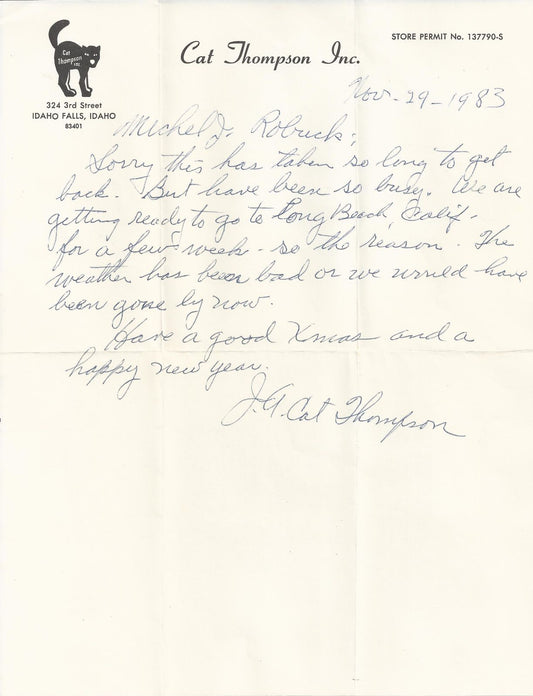 STORE PERMIT No. 137790-S
Cat Thompson Inc.
Cat
Thompson
INC.
324 3rd Street
IDAHO FALLS, IDAHO
83401
Nov. 29-1983
Michel J. Robuck;
Sorry this has taken so long to get
back. But have been so busy. We are
getting ready to go to Long Beach, Calif.
for a few week - so the reason. The
weather has been bad or we would have
been gone by now.
Have a good Xmas and a
happy new year.
J.A. Cat Thompson